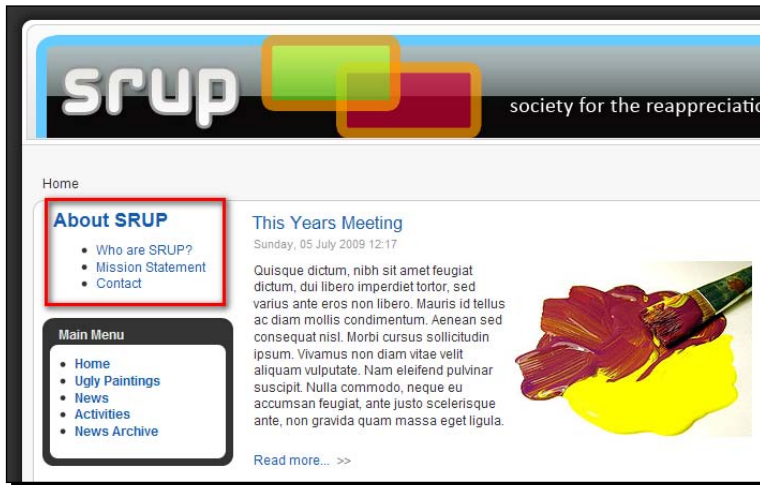 srup
society for the reappreciatio
Home
About SRUP
Who are SRUP?
Mission Statement
Contact
Main Menu
Home
Ugly Paintings
News
Activities
News Archive
This Years Meeting
Sunday, 05 July 2009 12:17
Quisque dictum, nibh sit amet feugiat
dictum, dui libero imperdiet tortor, sed
varius ante eros non libero. Mauris id tellus
ac diam mollis condimentum. Aenean sed
consequat nisl. Morbi cursus sollicitudin
ipsum. Vivamus non diam vitae velit
aliquam vulputate. Nam eleifend pulvinar
suscipit. Nulla commodo, neque eu
accumsan feugiat, ante justo scelerisque
ante, non gravida quam massa eget ligula.
Read more... >>